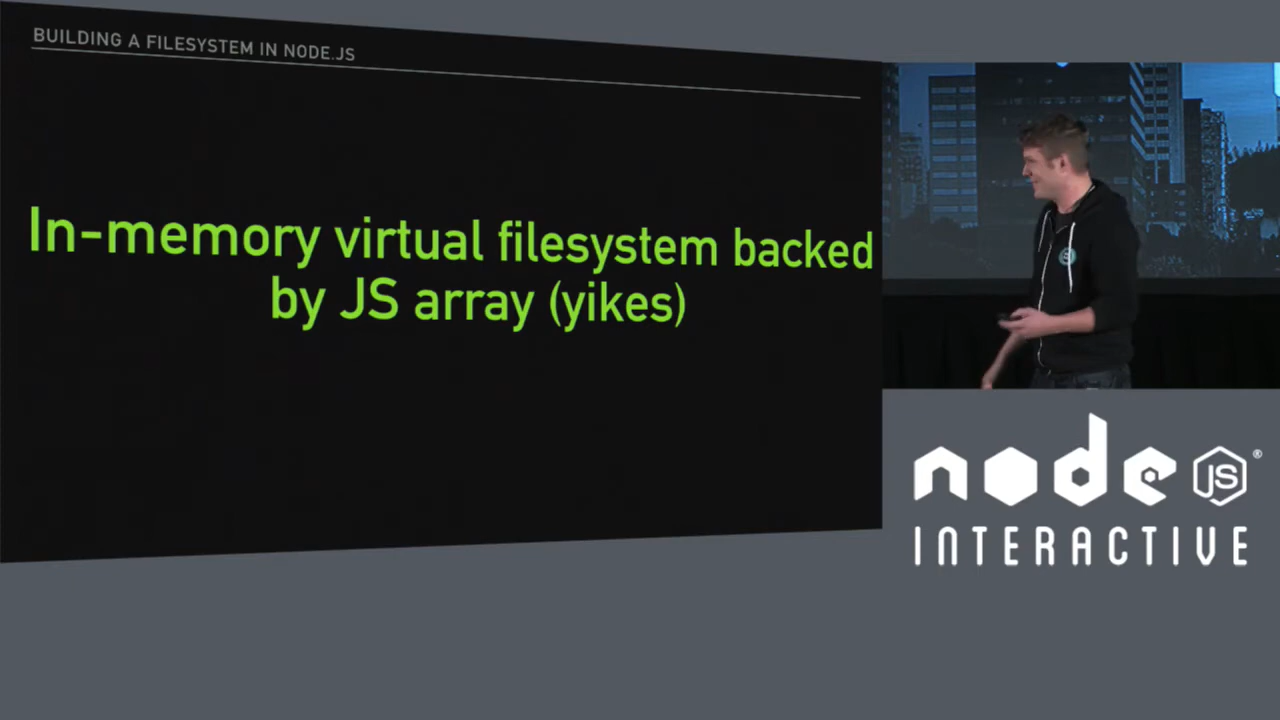 BUILDING A FILESYSTEM IN NODE.JS
In-memory virtual filesystem backed
by JS array (yikes)
node JS ®
INTERACTIVE